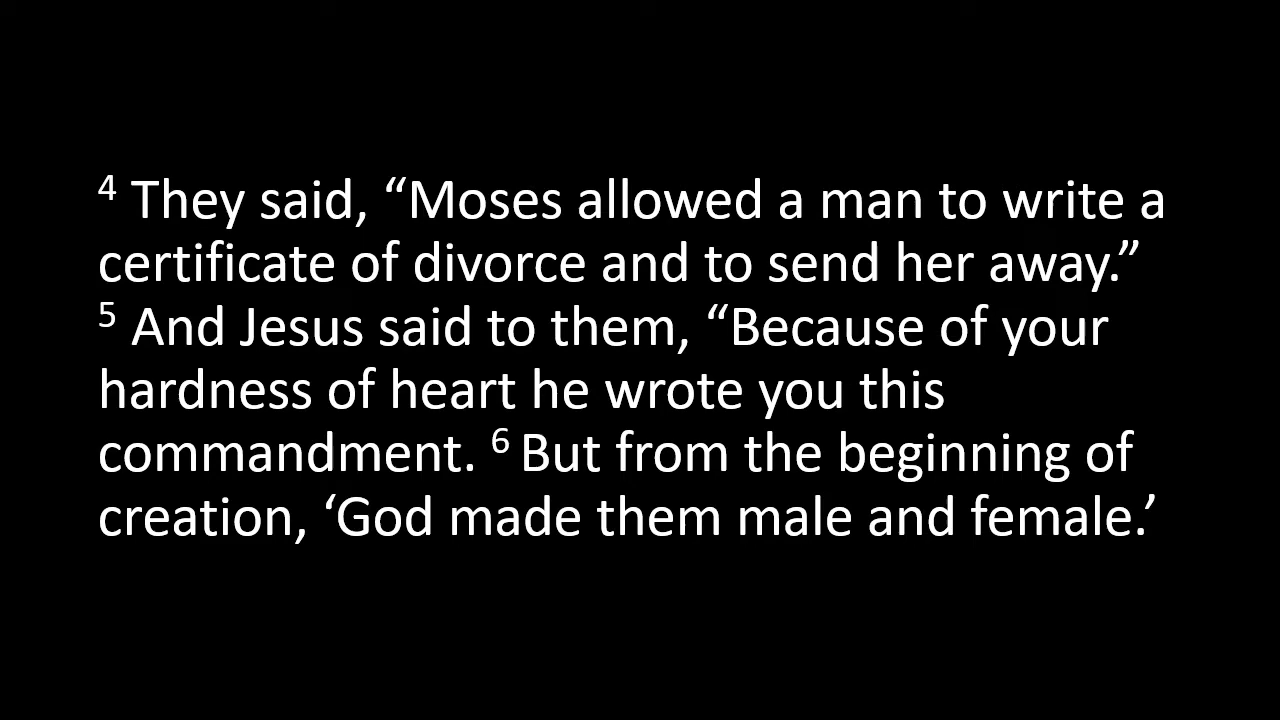 4 They said, “Moses allowed a man to write a
certificate of divorce and to send her away.”
5 And Jesus said to them, “Because of your
hardness of heart he wrote you this
commandment. 6 But from the beginning of
creation, ‘God made them male and female.’